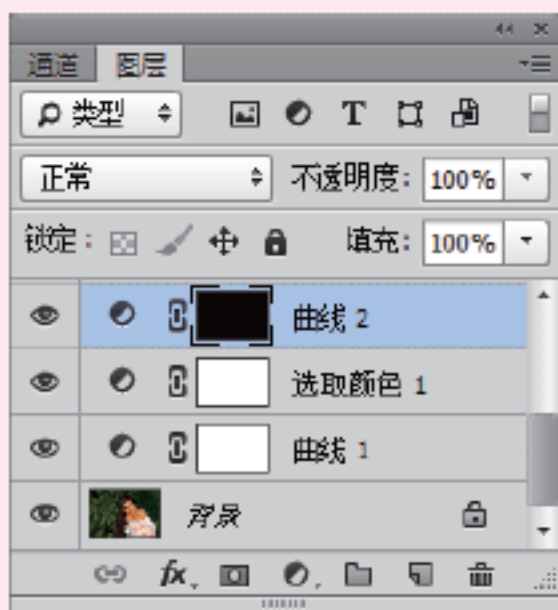 通道 图层
类型 T
正常 不透明度: 100%
锁定: 填充: 100%
曲线 2
选取颜色 1
曲线 1
背景
fx.